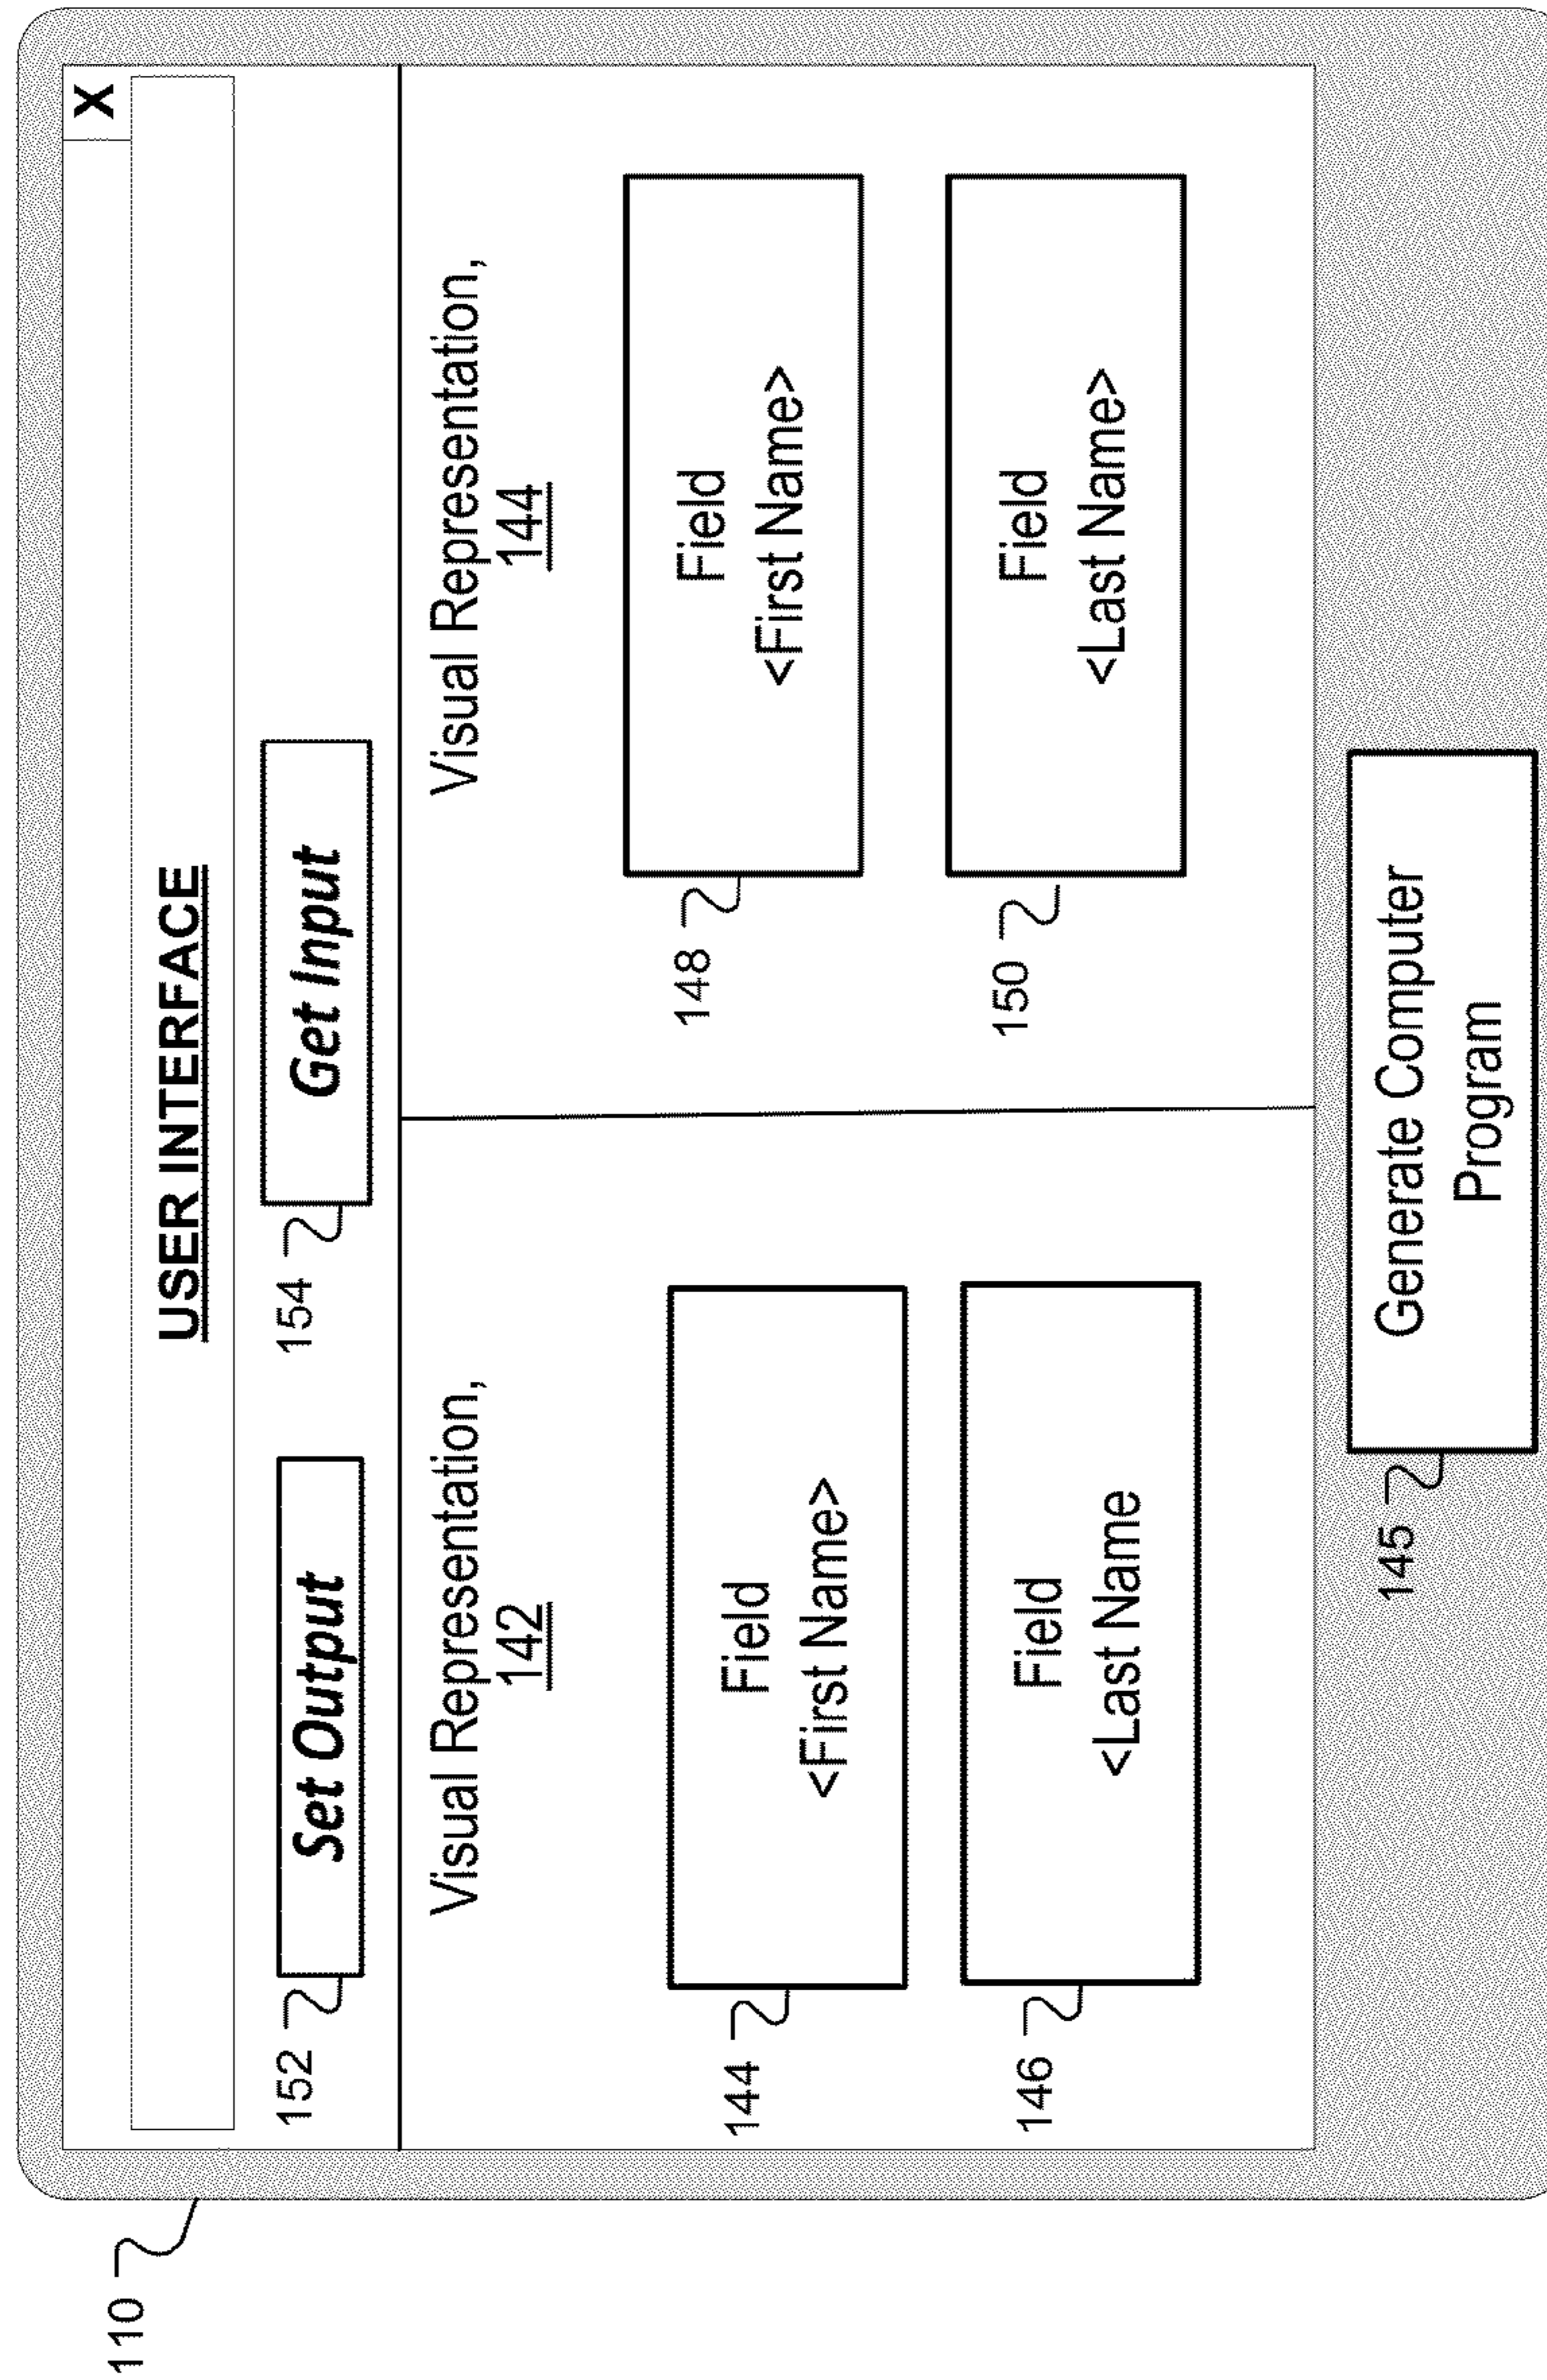 110
X
USER INTERFACE
152
Set Output
154
Get Input
Visual Representation,
142
144
Field
<First Name>
146
Field
<Last Name
Visual Representation,
144
148
Field
<First Name>
150
Field
<Last Name>
145
Generate Computer
Program